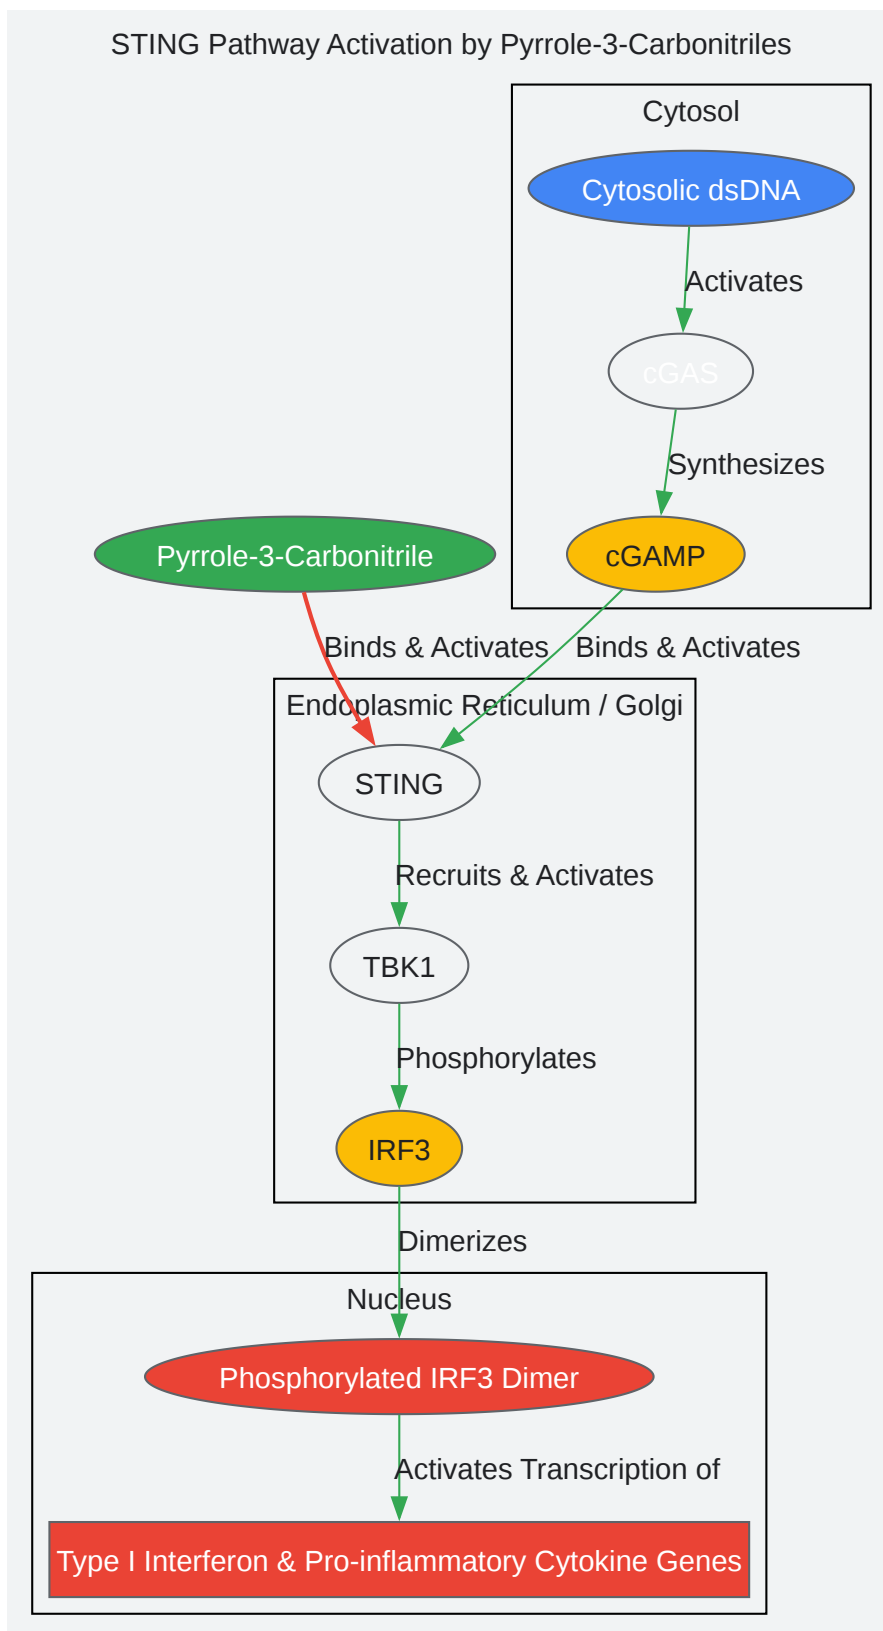 STING Pathway Activation by Pyrrole-3-Carbonitriles
Cytosol
Cytosolic dsDNA
Activates
cGAS
Synthesizes
Pyrrole-3-Carbonitrile
cGAMP
Binds & Activates
Binds & Activates
Endoplasmic Reticulum / Golgi
STING
Recruits & Activates
TBK1
Phosphorylates
IRF3
Dimerizes
Nucleus
Phosphorylated IRF3 Dimer
Activates Transcription of
Type I Interferon & Pro-inflammatory Cytokine Genes